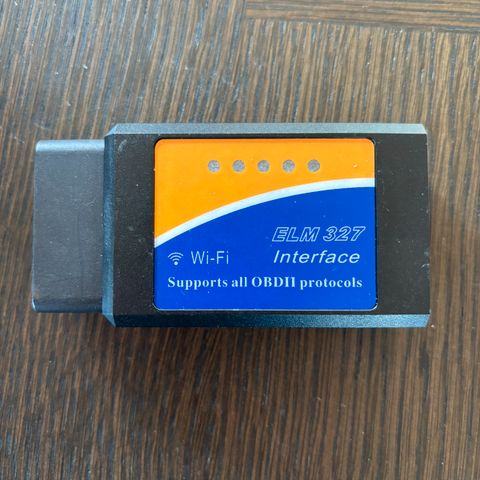 ELM 327
Wi-Fi Interface
Supports all OBDII protocols